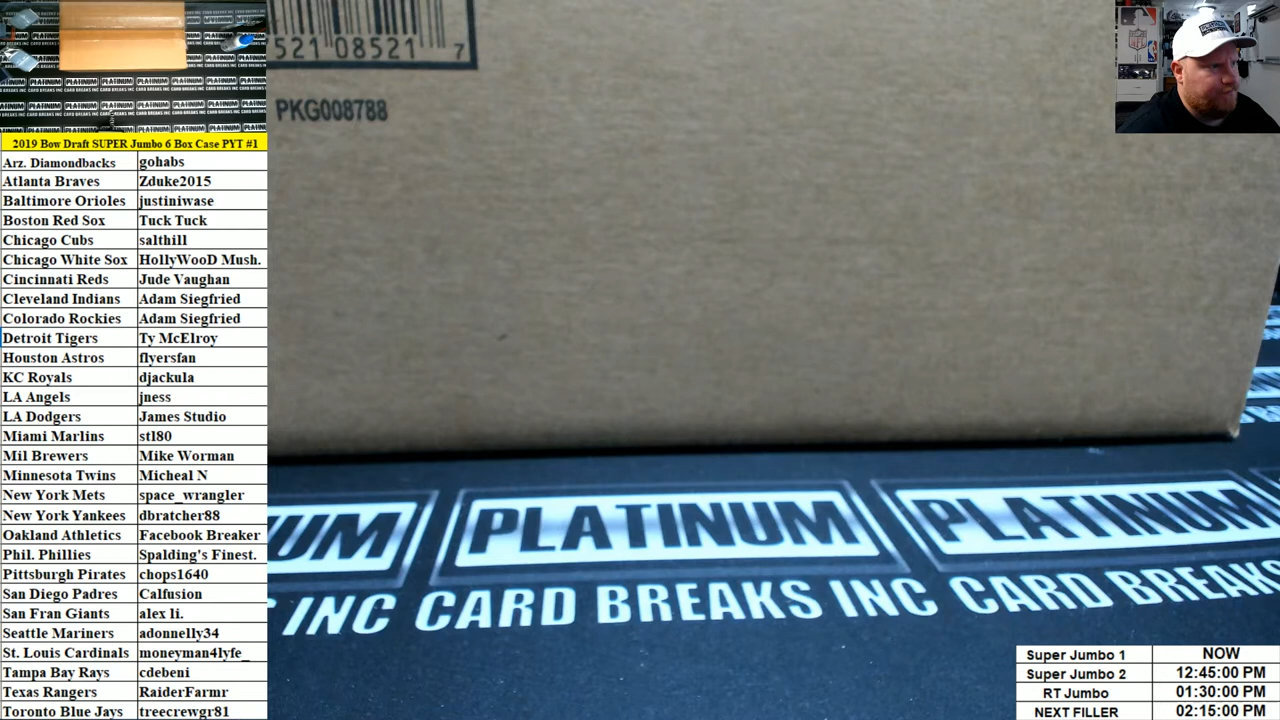 521 08521 7
PKG008788
2019 Bow Draft SUPER Jumbo 6 Box Case PYT #1
Arz. Diamondbacks gohabs
Atlanta Braves Zduke2015
Baltimore Orioles justiniwase
Boston Red Sox Tuck Tuck
Chicago Cubs salthill
Chicago White Sox HollyWooD Mush.
Cincinnati Reds Jude Vaughan
Cleveland Indians Adam Siegfried
Colorado Rockies Adam Siegfried
Detroit Tigers Ty McElroy
Houston Astros flyersfan
KC Royals djackula
LA Angels jness
LA Dodgers James Studio
Miami Marlins stl80
Mil Brewers Mike Worman
Minnesota Twins Micheal N
New York Mets space_wrangler
New York Yankees dbratcher88
Oakland Athletics Facebook Breaker
Phil. Phillies Spalding's Finest.
Pittsburgh Pirates chops1640
San Diego Padres Calfusion
San Fran Giants alex li.
Seattle Mariners adonnelly34
St. Louis Cardinals moneyman4lyfe_
Tampa Bay Rays cdebeni
Texas Rangers RaiderFarmr
Toronto Blue Jays treecrewgr81
UM PLATINUM PLATINUM
INC CARD BREAKS INC CARD BREAKS
Super Jumbo 1 NOW
Super Jumbo 2 12:45:00 PM
RT Jumbo 01:30:00 PM
NEXT FILLER 02:15:00 PM